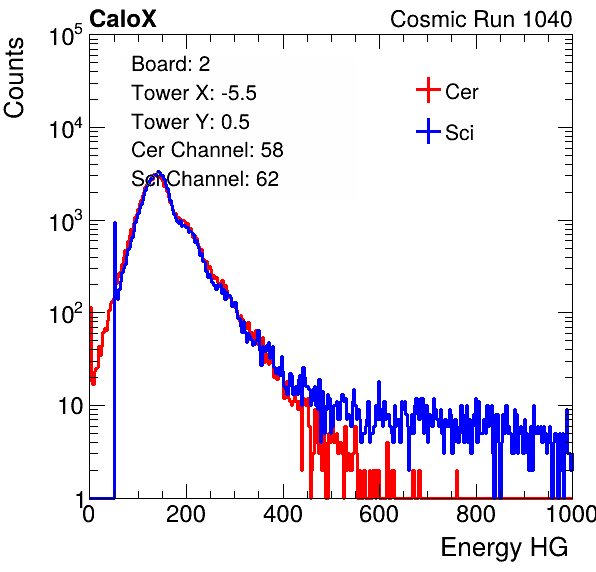 CaloX Cosmic Run 1040
Counts
Board: 2
Tower X: -5.5
Tower Y: 0.5
Cer Channel: 58
Sci Channel: 62
Cer
Sci
10^5
10^4
10^3
10^2
10
1
0 200 400 600 800 1000
Energy HG